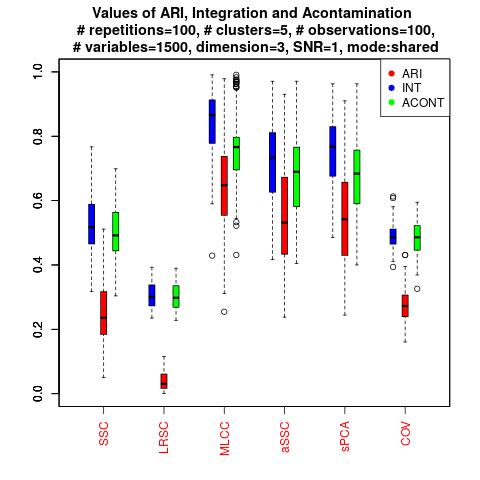 Values of ARI, Integration and Acontamination
# repetitions=100, # clusters=5, # observations=100,
# variables=1500, dimension=3, SNR=1, mode:shared
ARI
INT
ACONT
1.0
0.8
0.6
0.4
0.2
0.0
SSC
LRSC
MLCC
aSSC
sPCA
COV